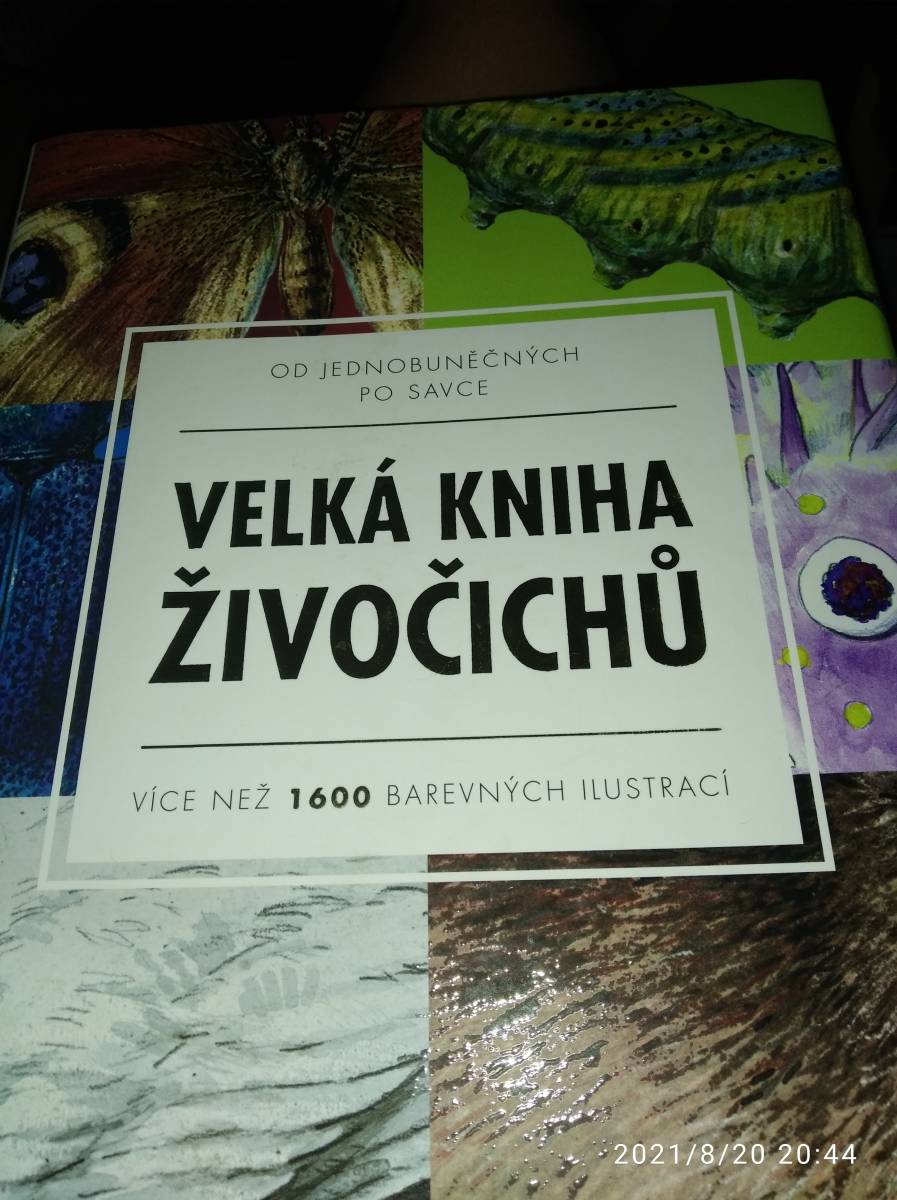 OD JEDNOBUNĚČNÝCH
PO SAVCE
VELKÁ KNIHA
ŽIVOČICHŮ
VÍCE NEŽ 1600 BAREVNÝCH ILUSTRACÍ
2021/8/20 20:44